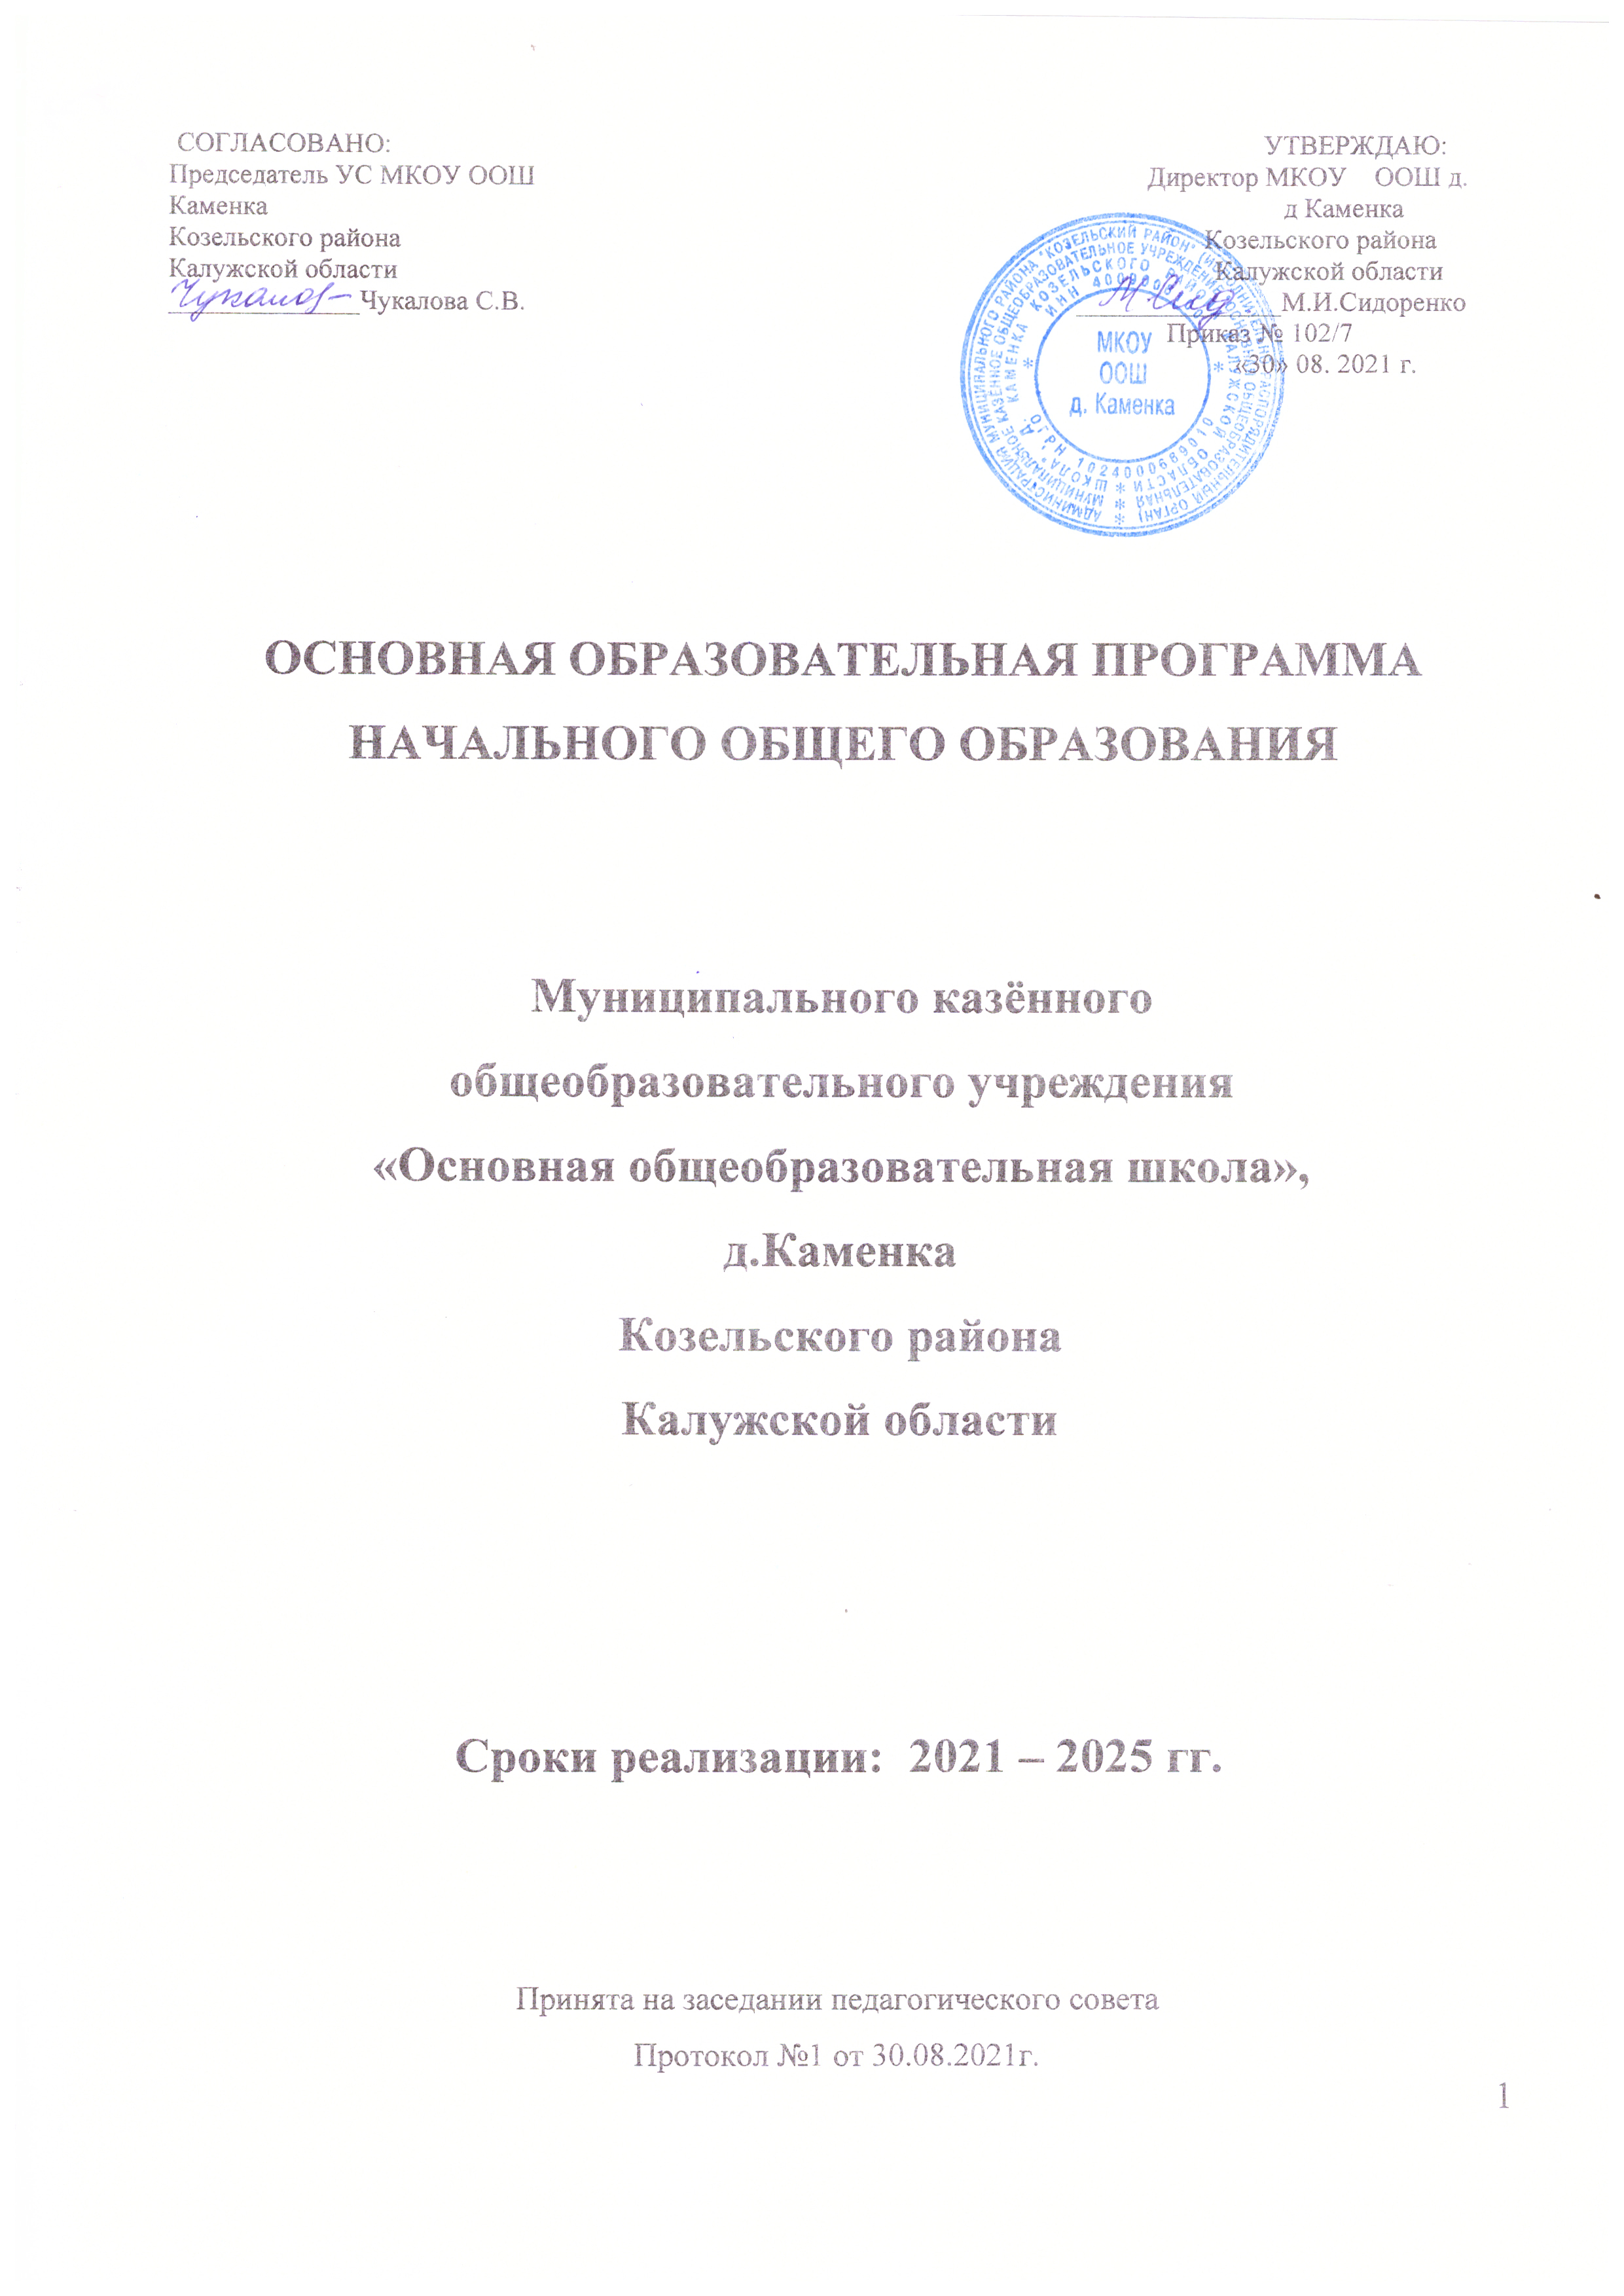 СОГЛАСОВАНО:
Председатель УС МКОУ ООШ
Каменка
Козельского района
Калужской области
Чукалова С.В.
УТВЕРЖДАЮ:
Директор МКОУ ООШ д.
д Каменка
Козельского района
Калужской области
М.И.Сидоренко
Приказ № 102/7
«30» 08. 2021 г.
МКОУ
ООШ
д. Каменка
ОСНОВНАЯ ОБРАЗОВАТЕЛЬНАЯ ПРОГРАММА
НАЧАЛЬНОГО ОБЩЕГО ОБРАЗОВАНИЯ
Муниципального казённого
общеобразовательного учреждения
«Основная общеобразовательная школа»,
д.Каменка
Козельского района
Калужской области
Сроки реализации: 2021 – 2025 гг.
Принята на заседании педагогического совета
Протокол №1 от 30.08.2021г.
1